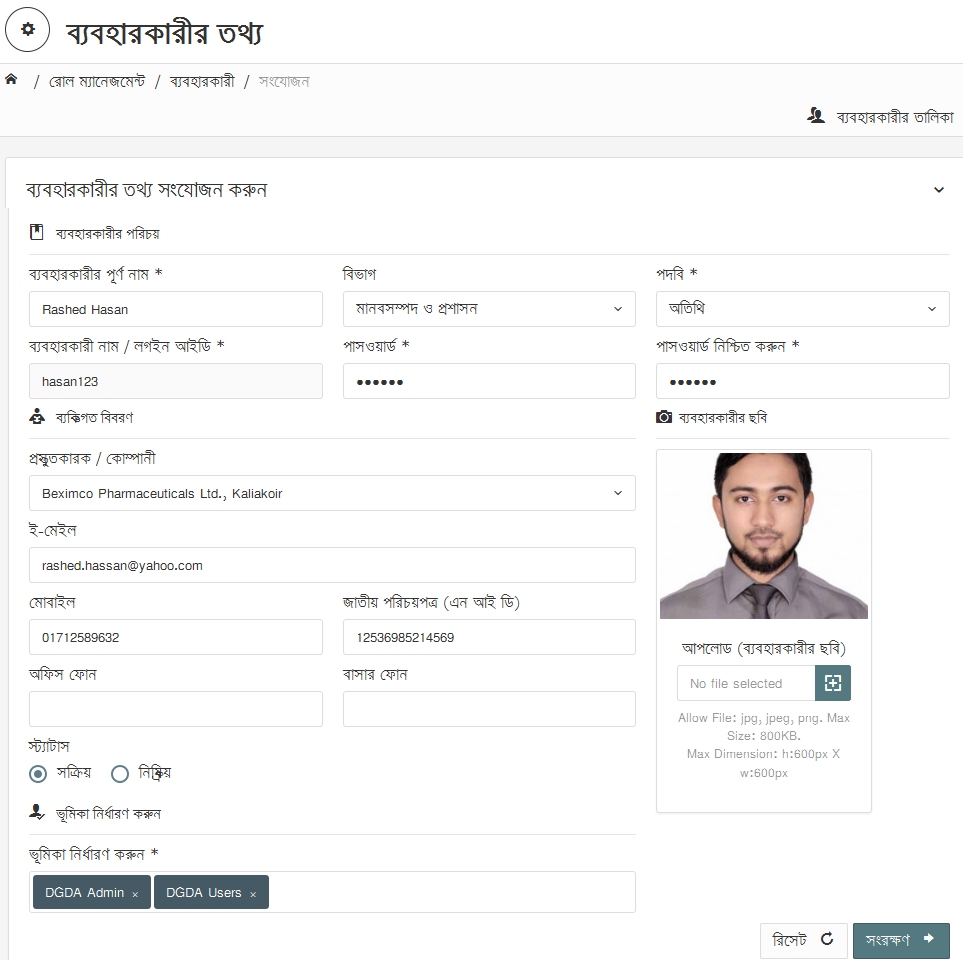 ব্যবহারকারীর তথ্য
/ রোল ম্যানেজমেন্ট / ব্যবহারকারী / সংযোজন
ব্যবহারকারীর তালিকা
ব্যবহারকারীর তথ্য সংযোজন করুন
ব্যবহারকারীর পরিচয়
ব্যবহারকারীর পূর্ণ নাম * বিভাগ পদবি *
Rashed Hasan মানবসম্পদ ও প্রশাসন অতিথি
ব্যবহারকারী নাম / লগইন আইডি * পাসওয়ার্ড * পাসওয়ার্ড নিশ্চিত করুন *
hasan123 •••••• ••••••
ব্যক্তিগত বিবরণ ব্যবহারকারীর ছবি
প্রস্তুতকারক / কোম্পানী
Beximco Pharmaceuticals Ltd., Kaliakoir
ই-মেইল
rashed.hassan@yahoo.com
মোবাইল জাতীয় পরিচয়পত্র (এন আই ডি)
01712589632 12536985214569
অফিস ফোন বাসার ফোন
আপলোড (ব্যবহারকারীর ছবি)
No file selected
Allow File: jpg, jpeg, png. Max
Size: 800KB.
Max Dimension: h:600px X
w:600px
স্ট্যাটাস
সক্রিয় নিষ্ক্রিয়
ভূমিকা নির্ধারণ করুন
ভূমিকা নির্ধারণ করুন *
DGDA Admin × DGDA Users ×
রিসেট সংরক্ষণ